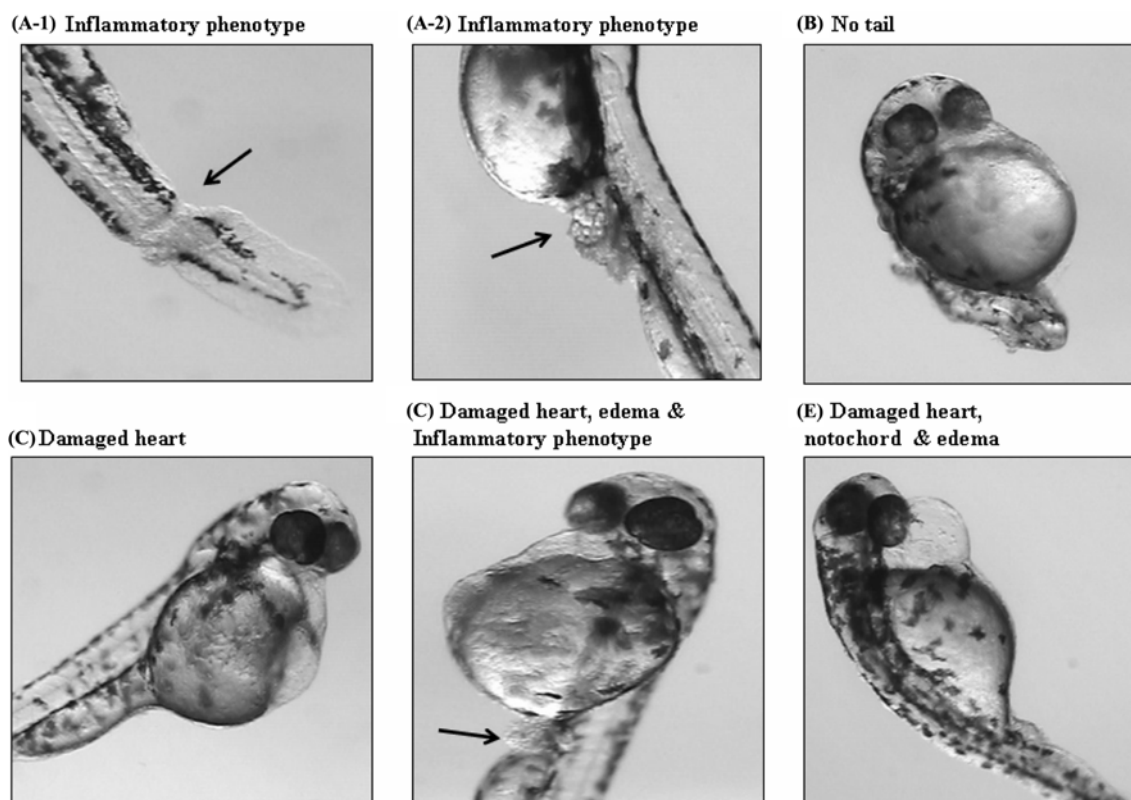 (A-1) Inflammatory phenotype
(A-2) Inflammatory phenotype
(B) No tail
(C) Damaged heart
(C) Damaged heart, edema &
Inflammatory phenotype
(E) Damaged heart,
notochord & edema